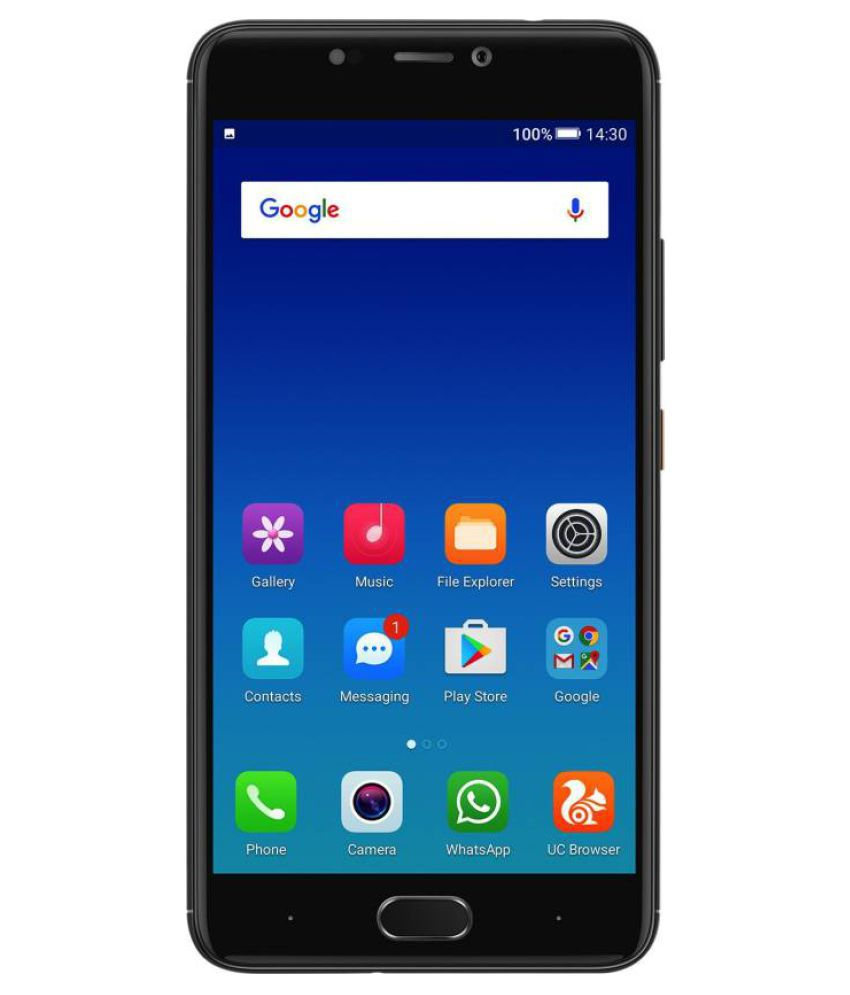 100% 14:30
Google
Gallery Music File Explorer Settings
1
Contacts Messaging Play Store Google
Phone Camera WhatsApp UC Browser